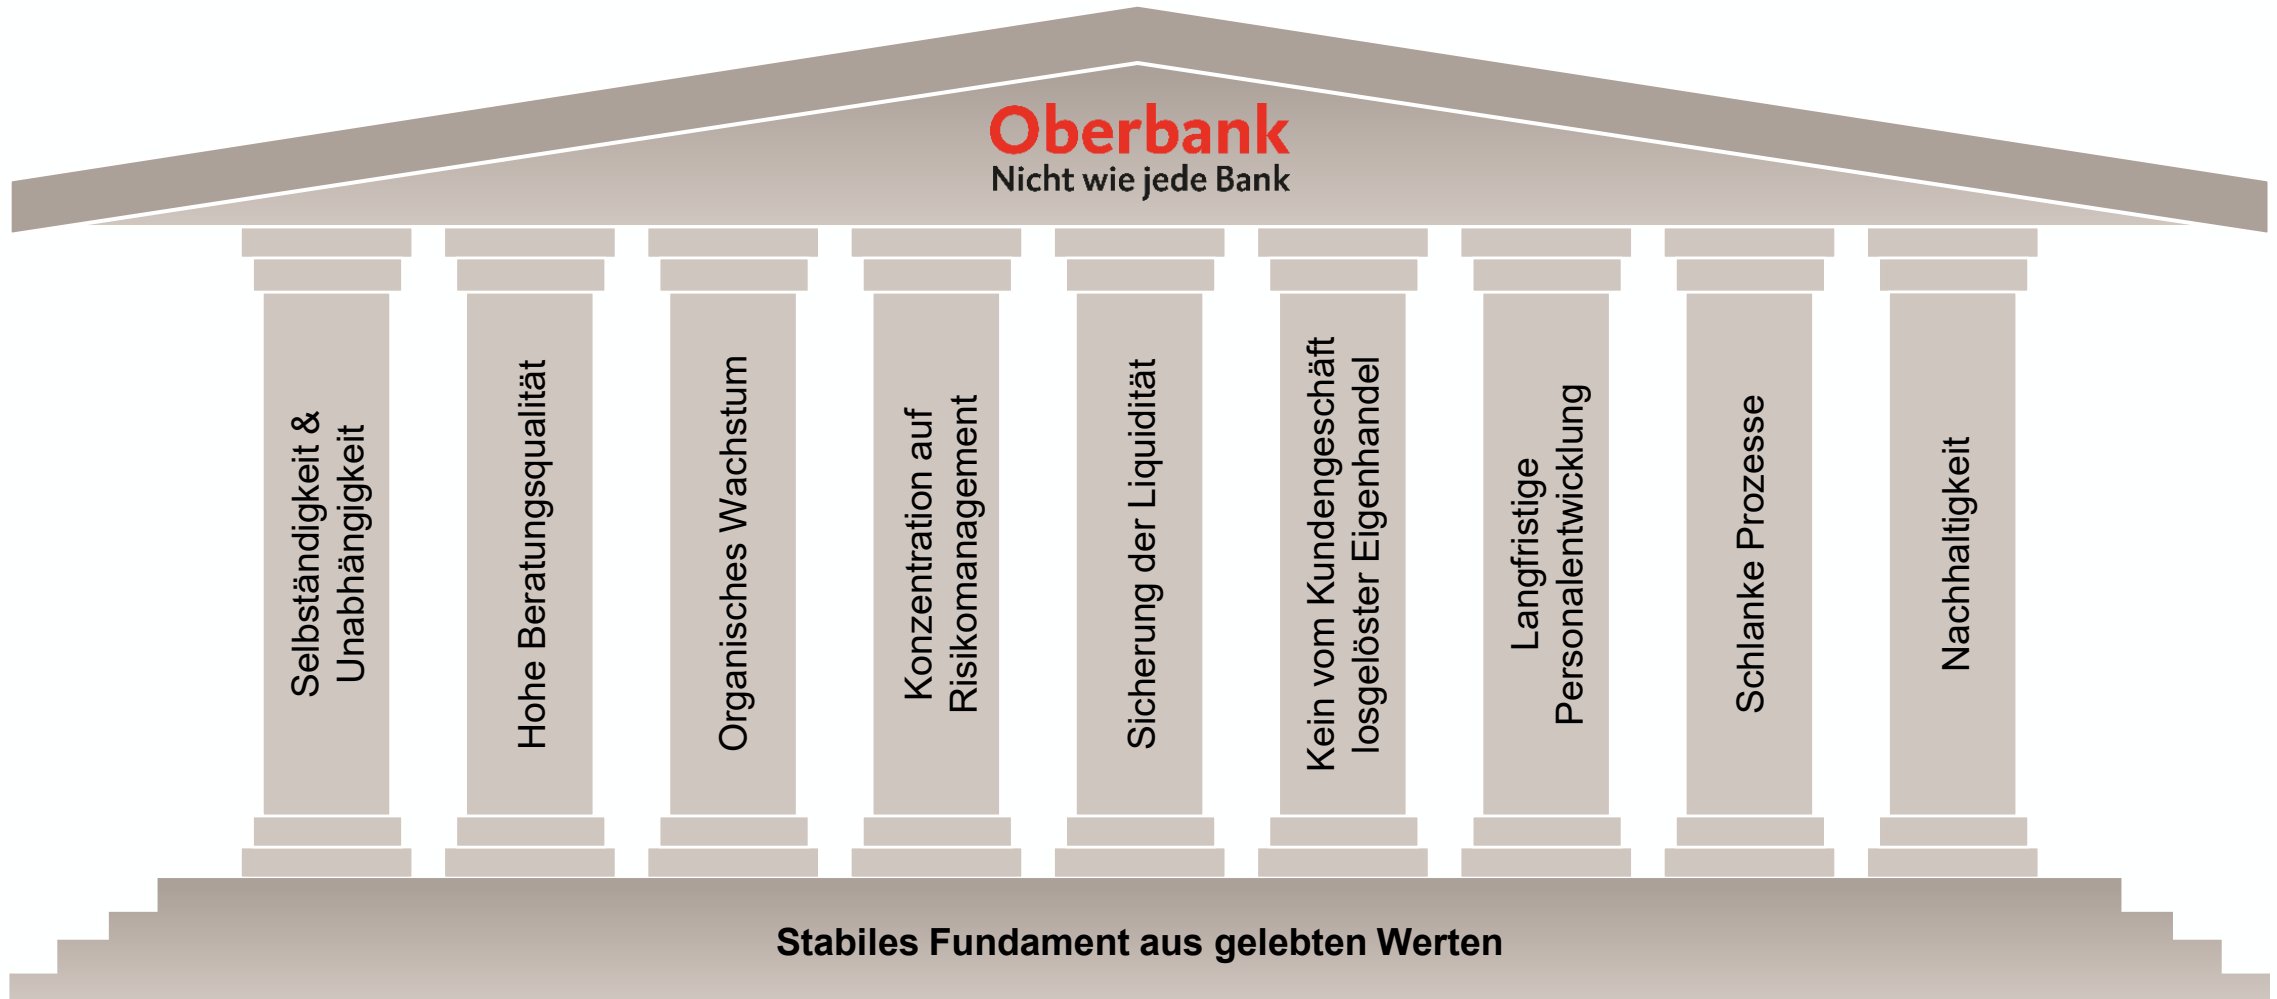 Oberbank
Nicht wie jede Bank
Selbständigkeit &
Unabhängigkeit
Hohe Beratungsqualität
Organisches Wachstum
Konzentration auf
Risikomanagement
Sicherung der Liquidität
Kein vom Kundengeschäft
losgelöster Eigenhandel
Langfristige
Personalentwicklung
Schlanke Prozesse
Nachhaltigkeit
Stabiles Fundament aus gelebten Werten